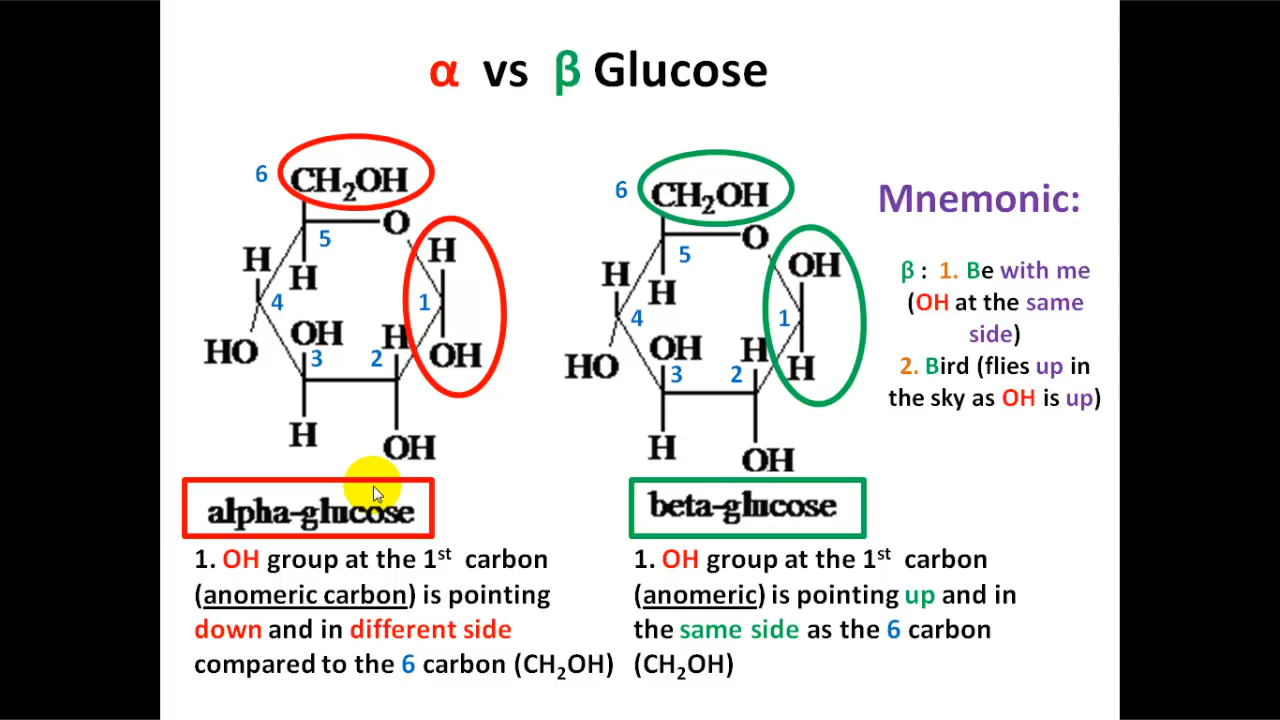 α vs β Glucose
6
CH₂OH
O
5
H
H
H
4
1
HO
OH
H
3
2
OH
H
OH
alpha-glucose
1. OH group at the 1st carbon
(anomeric carbon) is pointing
down and in different side
compared to the 6 carbon (CH₂OH)
6
CH₂OH
O
5
OH
H
H
4
1
HO
OH
H
3
2
H
H
OH
beta-glucose
1. OH group at the 1st carbon
(anomeric) is pointing up and in
the same side as the 6 carbon
(CH₂OH)
Mnemonic:
β : 1. Be with me
(OH at the same
side)
2. Bird (flies up in
the sky as OH is up)